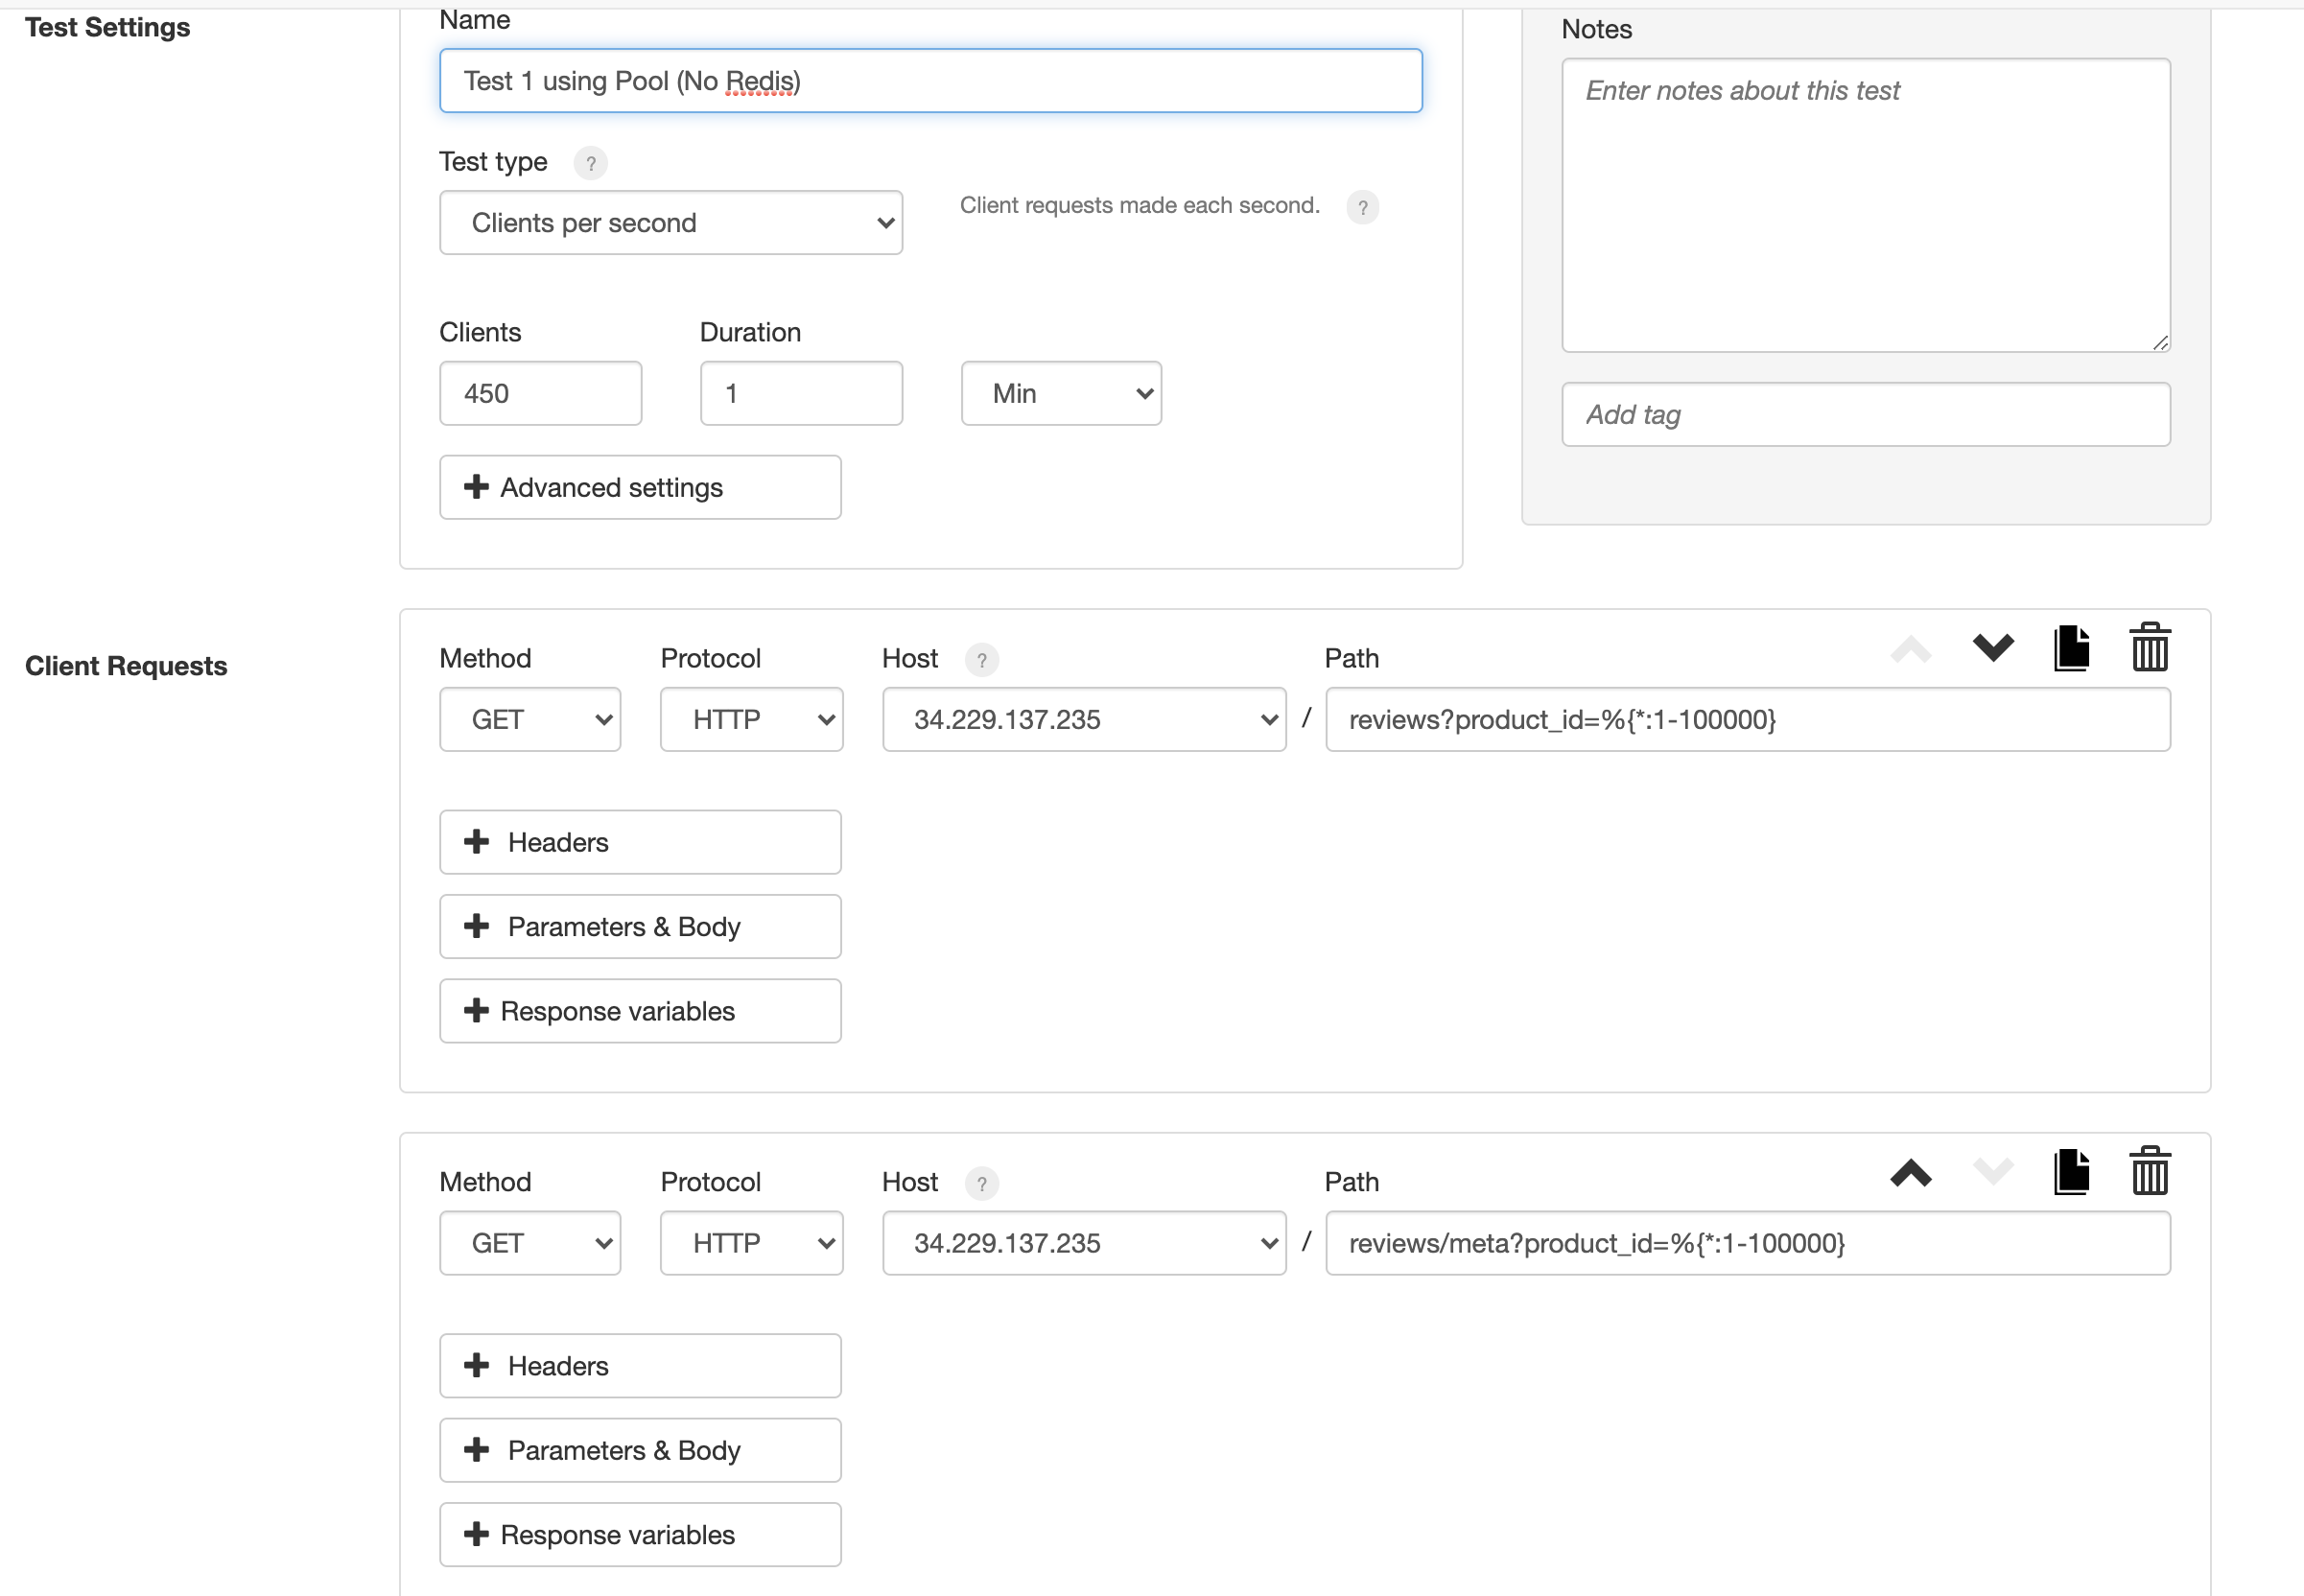 Test Settings
Name
Test 1 using Pool (No Redis)
Test type ?
Clients per second
Client requests made each second. ?
Clients
Duration
450
1
Min
Advanced settings
Notes
Enter notes about this test
Add tag
Client Requests
Method
Protocol
Host ?
Path
GET
HTTP
34.229.137.235
/
reviews?product_id=%{*:1-100000}
Headers
Parameters & Body
Response variables
Method
Protocol
Host ?
Path
GET
HTTP
34.229.137.235
/
reviews/meta?product_id=%{*:1-100000}
Headers
Parameters & Body
Response variables